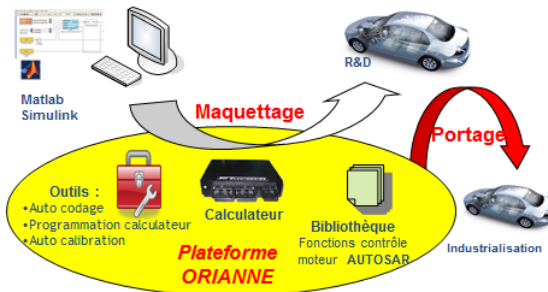 Matlab
Simulink
R&D
Maquettage
Portage
Outils :
•Auto codage
•Programmation calculateur
•Auto calibration
Calculateur
Bibliothèque
Fonctions contrôle
moteur AUTOSAR
Plateforme
ORIANNE
Industrialisation